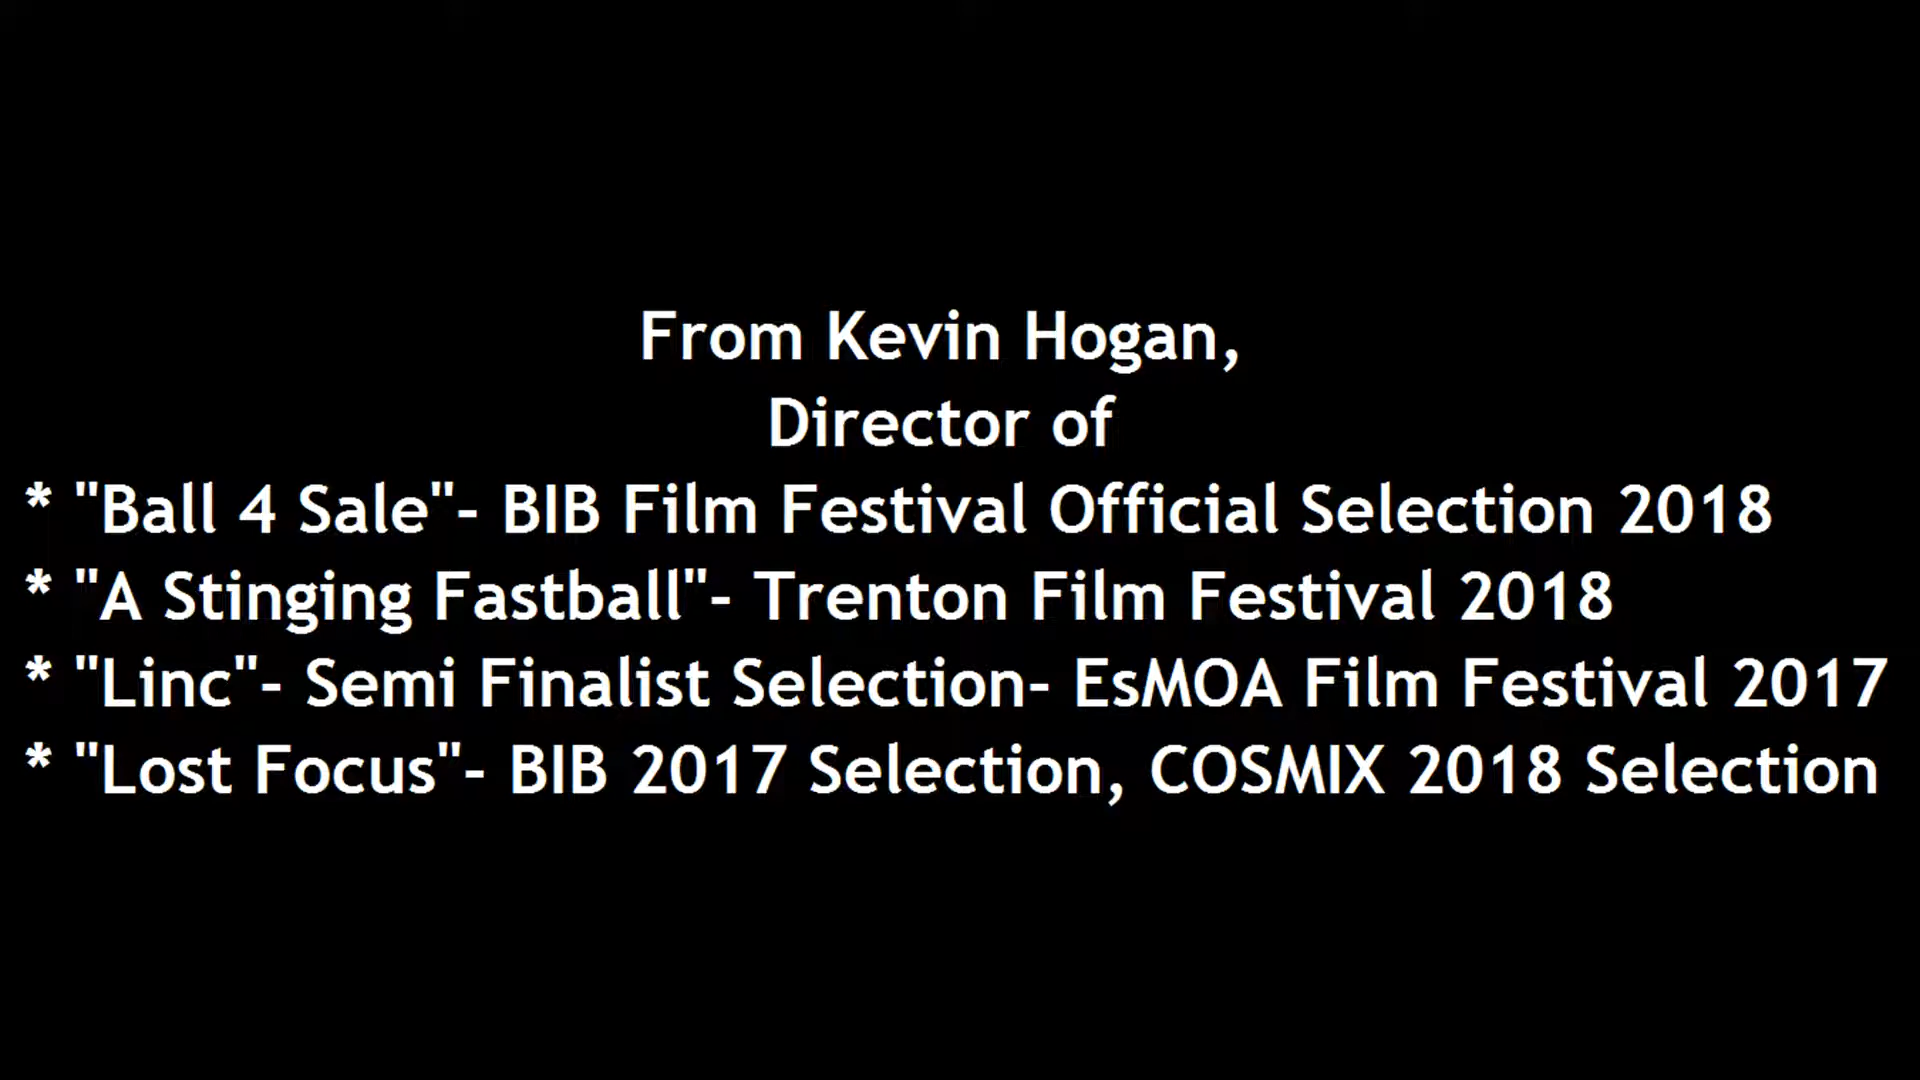 From Kevin Hogan,
Director of
* "Ball 4 Sale"- BIB Film Festival Official Selection 2018
* "A Stinging Fastball"- Trenton Film Festival 2018
* "Linc"- Semi Finalist Selection- EsMOA Film Festival 2017
* "Lost Focus"- BIB 2017 Selection, COSMIX 2018 Selection